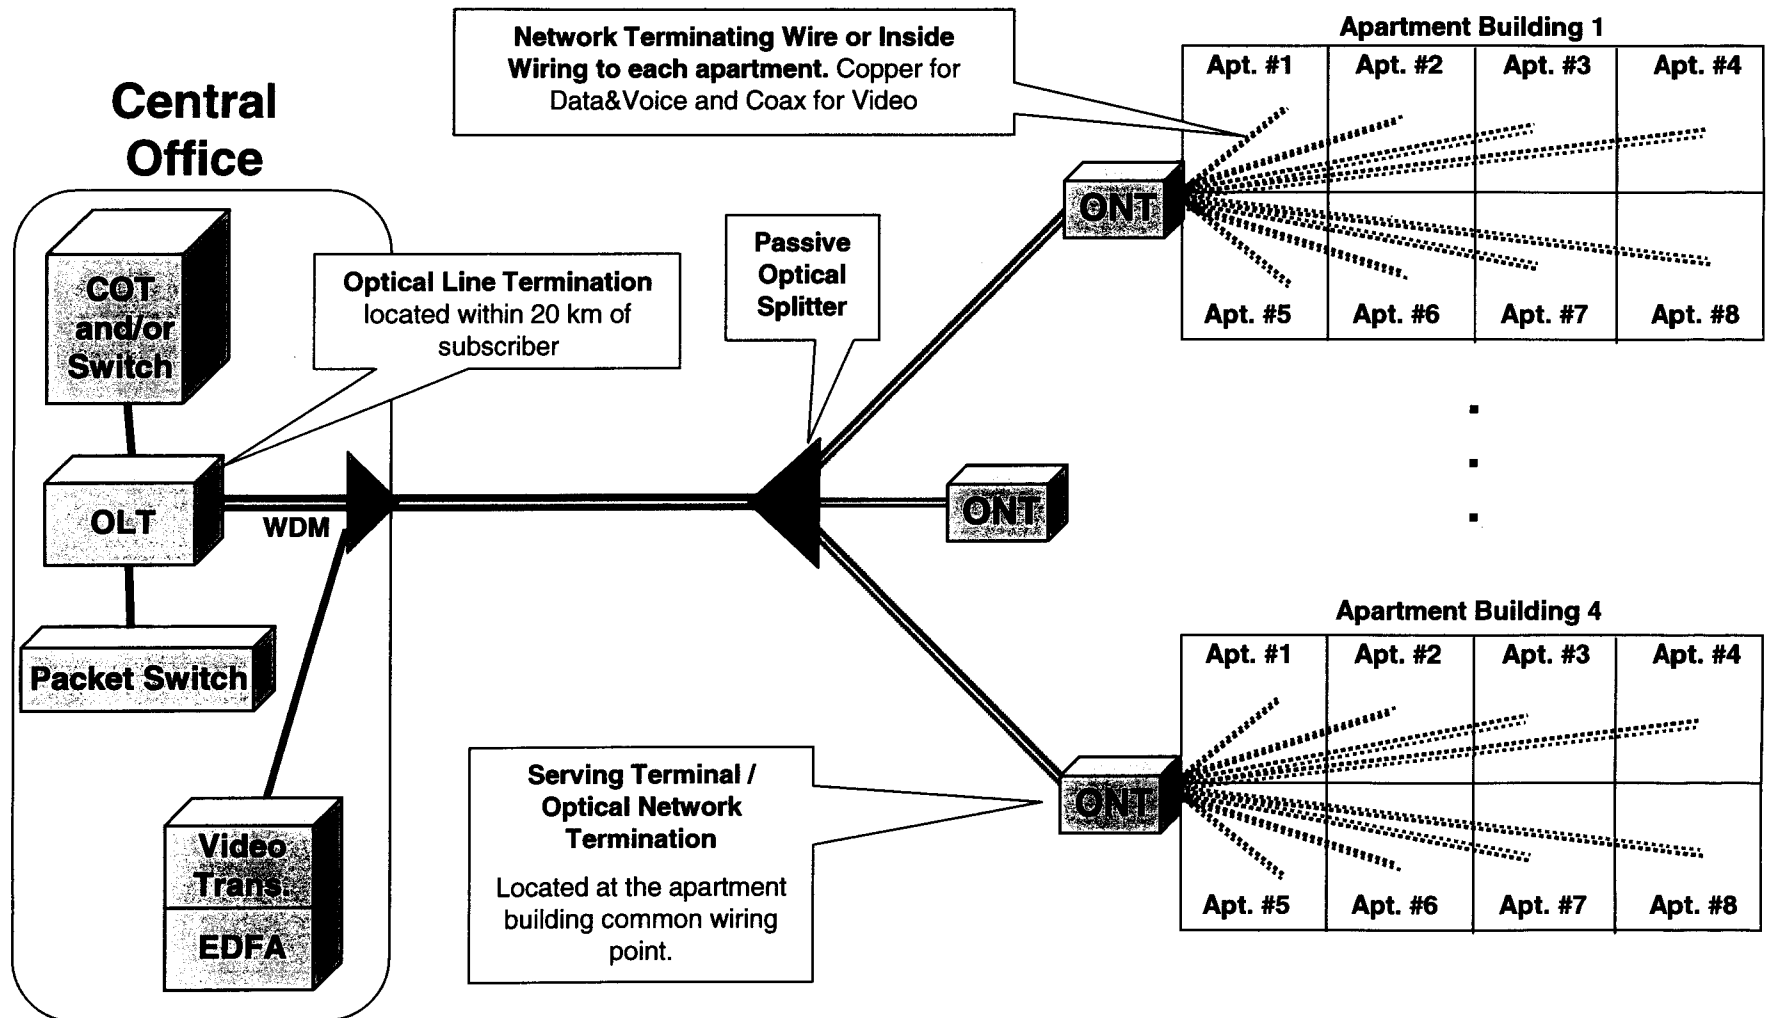 Central
Office
COT
and/or
Switch
OLT
WDM
Packet Switch
Video
Trans.
EDFA
Optical Line Termination
located within 20 km of
subscriber
Network Terminating Wire or Inside
Wiring to each apartment. Copper for
Data&Voice and Coax for Video
Passive
Optical
Splitter
ONT
ONT
ONT
Serving Terminal /
Optical Network
Termination
Located at the apartment
building common wiring
point.
Apartment Building 1
Apt. #1 Apt. #2 Apt. #3 Apt. #4
Apt. #5 Apt. #6 Apt. #7 Apt. #8
Apartment Building 4
Apt. #1 Apt. #2 Apt. #3 Apt. #4
Apt. #5 Apt. #6 Apt. #7 Apt. #8